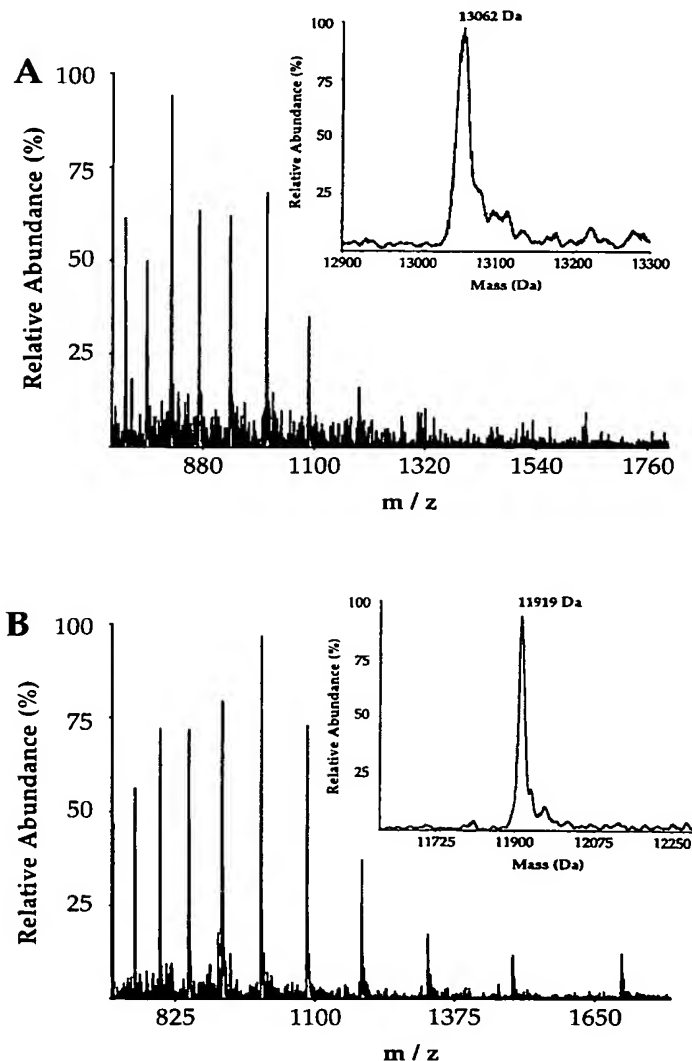 A
Relative Abundance (%)
100
75
50
25
880 1100 1320 1540 1760
m / z
13062 Da
Relative Abundance (%)
100
75
50
25
12900 13000 13100 13200 13300
Mass (Da)
B
Relative Abundance (%)
100
75
50
25
825 1100 1375 1650
m / z
11919 Da
Relative Abundance (%)
100
75
50
25
11725 11900 12075 12250
Mass (Da)